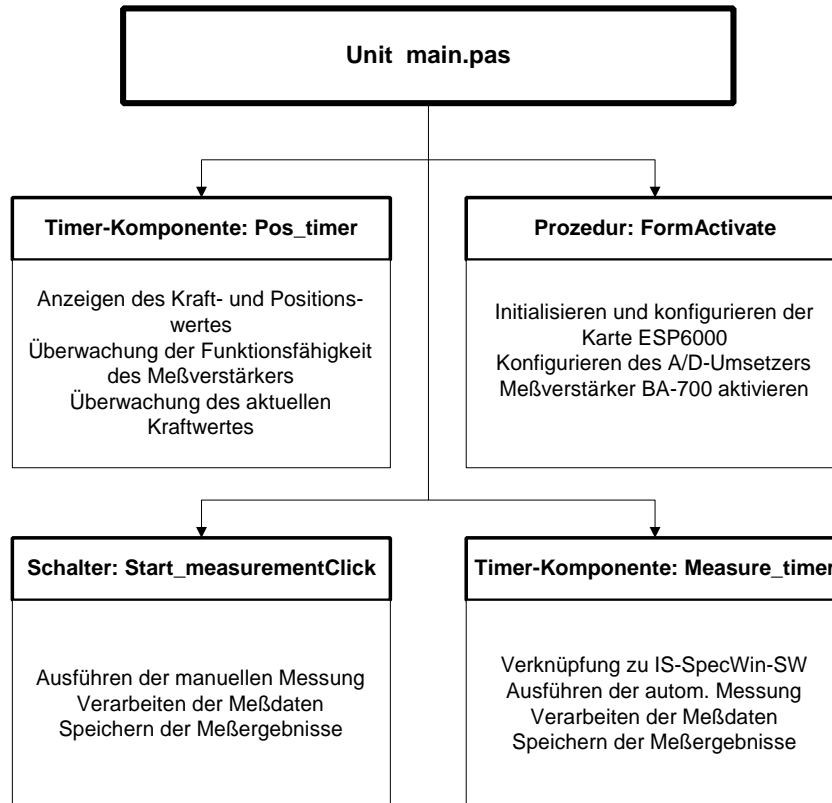 Unit main.pas
Timer-Komponente: Pos_timer
Anzeigen des Kraft- und Positions-
wertes
Überwachung der Funktionsfähigkeit
des Meßverstärkers
Überwachung des aktuellen
Kraftwertes
Prozedur: FormActivate
Initialisieren und konfigurieren der
Karte ESP6000
Konfigurieren des A/D-Umsetzers
Meßverstärker BA-700 aktivieren
Schalter: Start_measurementClick
Ausführen der manuellen Messung
Verarbeiten der Meßdaten
Speichern der Meßergebnisse
Timer-Komponente: Measure_timer
Verknüpfung zu IS-SpecWin-SW
Ausführen der autom. Messung
Verarbeiten der Meßdaten
Speichern der Meßergebnisse